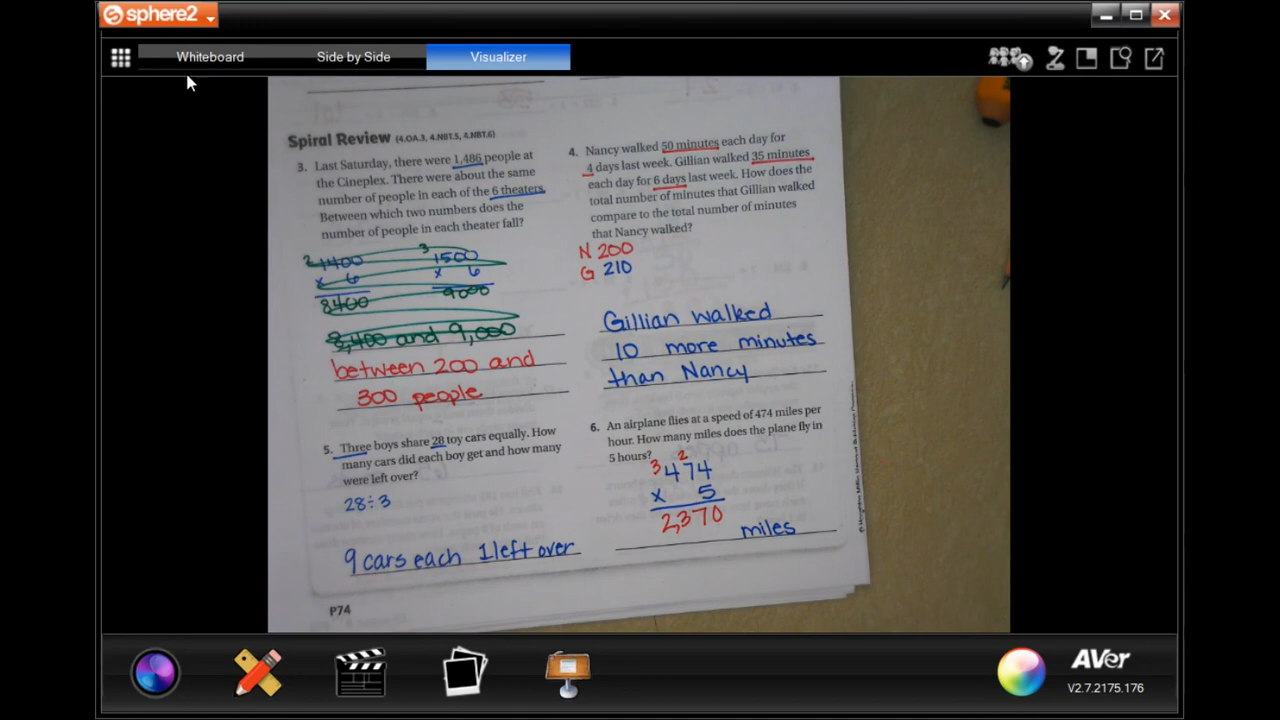 sphere2
Whiteboard
Side by Side
Visualizer
Spiral Review (4.OA.3, 4.NBT.5, 4.NBT.6)
3. Last Saturday, there were 1,486 people at
the Cineplex. There were about the same
number of people in each of the 6 theaters.
Between which two numbers does the
number of people in each theater fall?
2 3
1400 1500
x 6 x 6
8400 9000
8,400 and 9,000
between 200 and
300 people
4. Nancy walked 50 minutes each day for
4 days last week. Gillian walked 35 minutes
each day for 6 days last week. How does the
total number of minutes that Gillian walked
compare to the total number of minutes
that Nancy walked?
N 200
G 210
Gillian walked
10 more minutes
than Nancy
5. Three boys share 28 toy cars equally. How
many cars did each boy get and how many
were left over?
28÷3
9 cars each 1 left over
6. An airplane flies at a speed of 474 miles per
hour. How many miles does the plane fly in
5 hours?
3 2
474
x 5
2,370
miles
P74
AVer
V2.7.2175.176